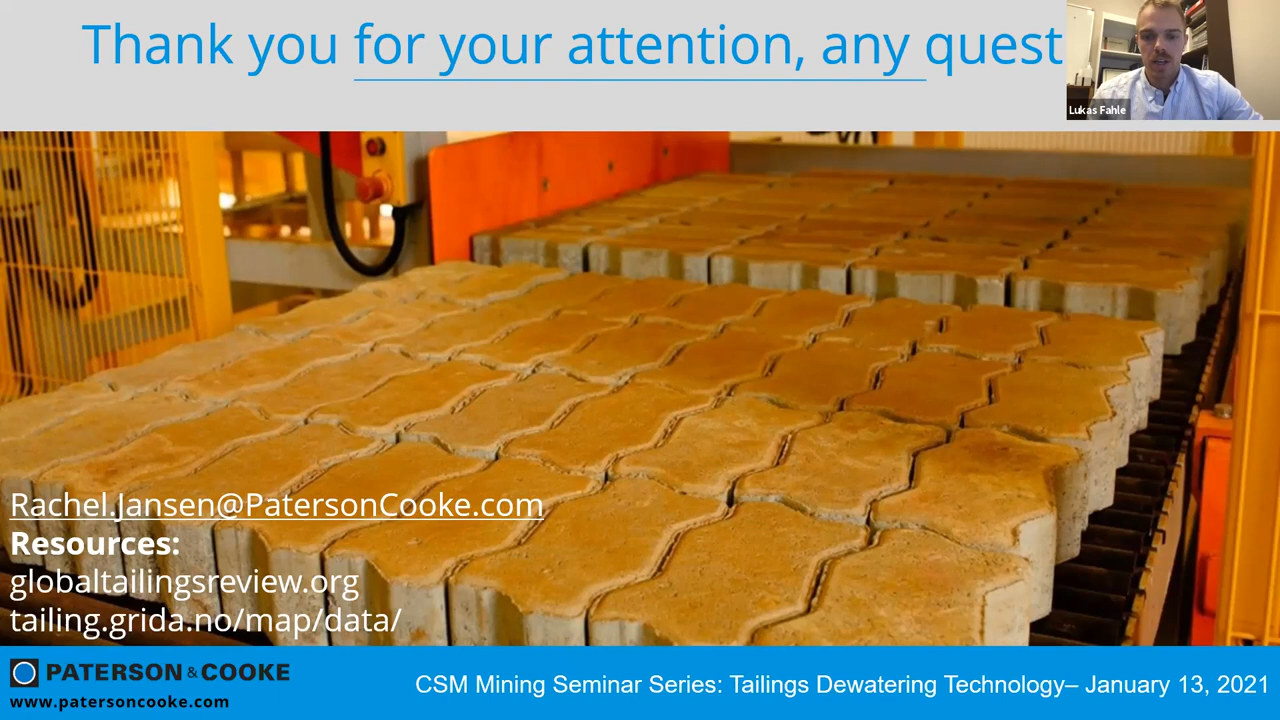 Thank you for your attention, any quest
Lukas Fahle
Rachel.Jansen@PatersonCooke.com
Resources:
globaltailingsreview.org
tailing.grida.no/map/data/
PATERSON & COOKE
www.patersoncooke.com
CSM Mining Seminar Series: Tailings Dewatering Technology– January 13, 2021